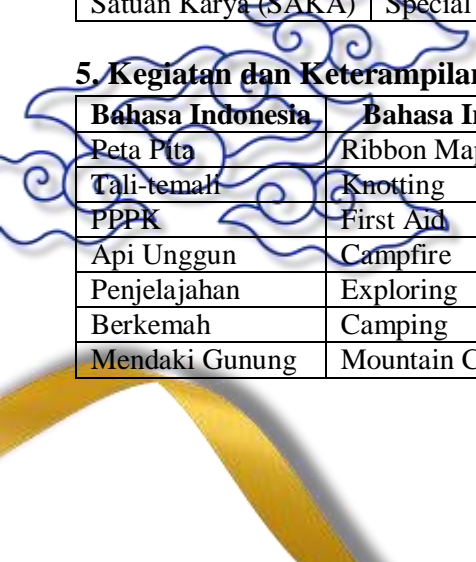 Satuan Karya (SAKA) Special
5. Kegiatan dan Keterampilan
Bahasa Indonesia Bahasa
Peta Pita Ribbon
Tali-temali Knotting
PPPK First Aid
Api Unggun Campfire
Penjelajahan Exploring
Berkemah Camping
Mendaki Gunung Mountain